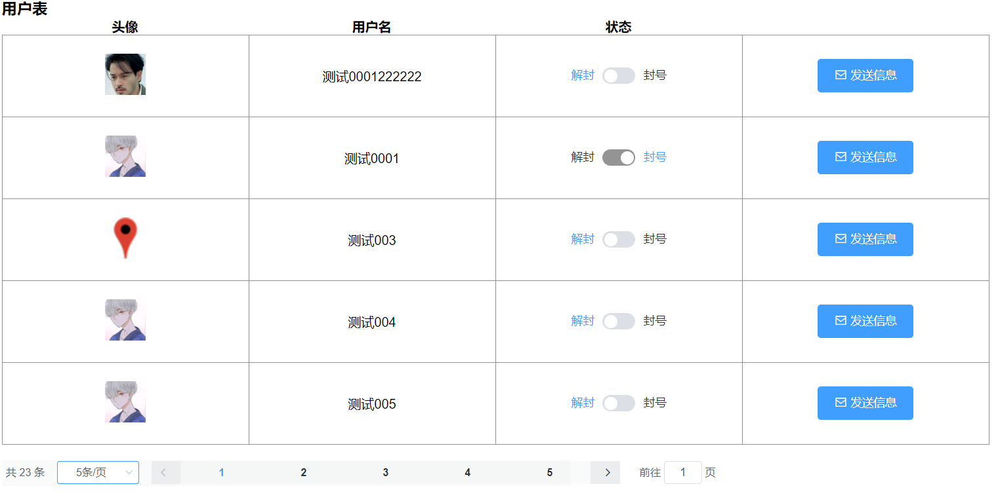 用户表
头像 用户名 状态
测试0001222222 解封 封号 发送信息
测试0001 解封 封号 发送信息
测试003 解封 封号 发送信息
测试004 解封 封号 发送信息
测试005 解封 封号 发送信息
共 23 条 5条/页 1 2 3 4 5 前往 1 页